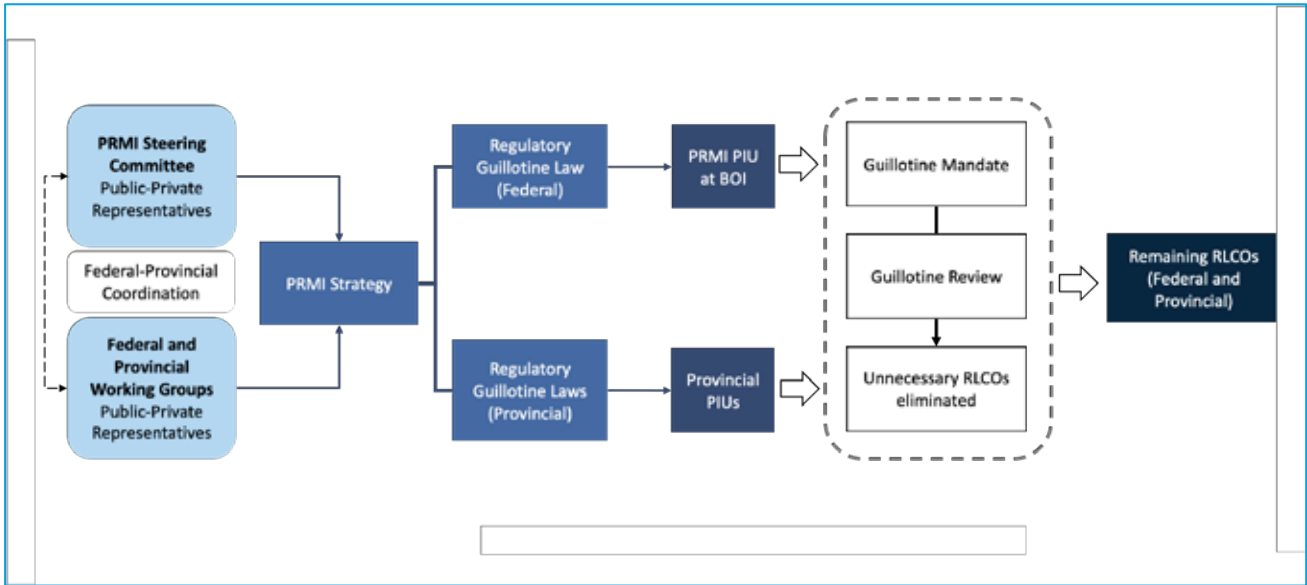 PRMI Steering
Committee
Public-Private
Representatives
Federal-Provincial
Coordination
Federal and
Provincial
Working Groups
Public-Private
Representatives
PRMI Strategy
Regulatory
Guillotine Law
(Federal)
Regulatory
Guillotine Laws
(Provincial)
PRMI PIU
at BOI
Provincial
PIUs
Guillotine Mandate
Guillotine Review
Unnecessary RLCOs
eliminated
Remaining RLCOs
(Federal and
Provincial)